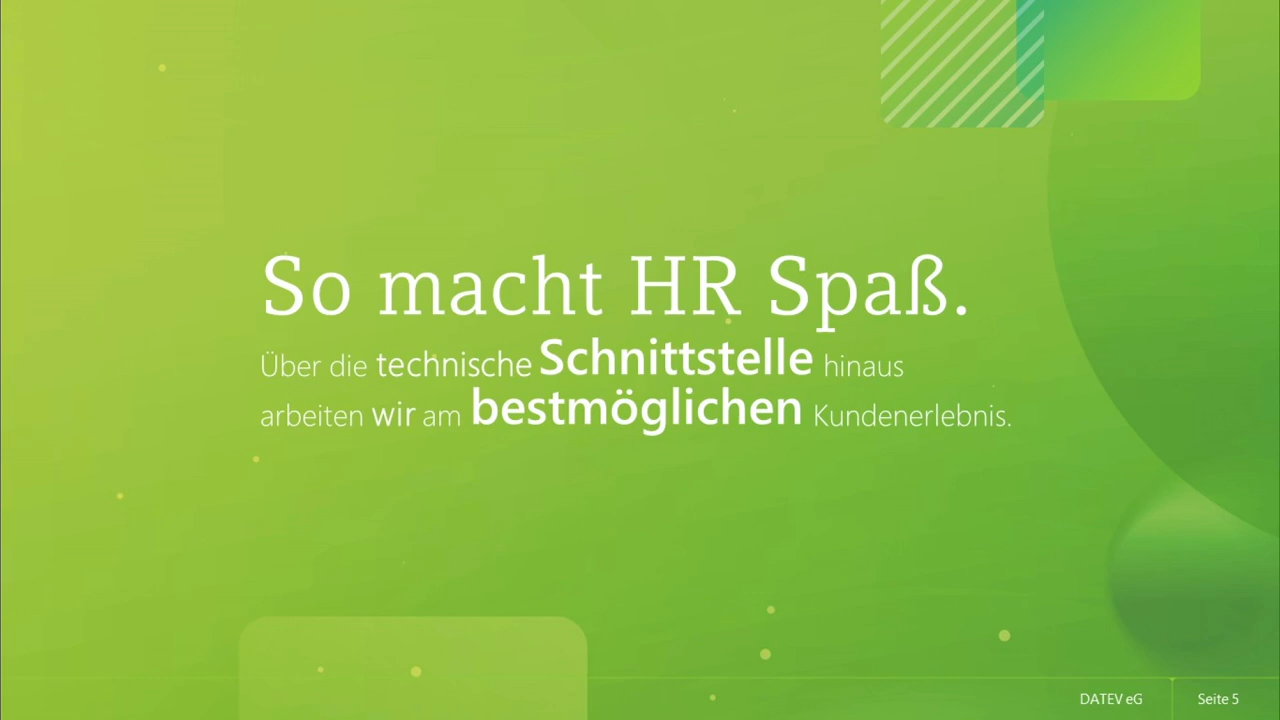 So macht HR Spaß.
Über die technische Schnittstelle hinaus
arbeiten wir am bestmöglichen Kundenerlebnis.
DATEV eG
Seite 5